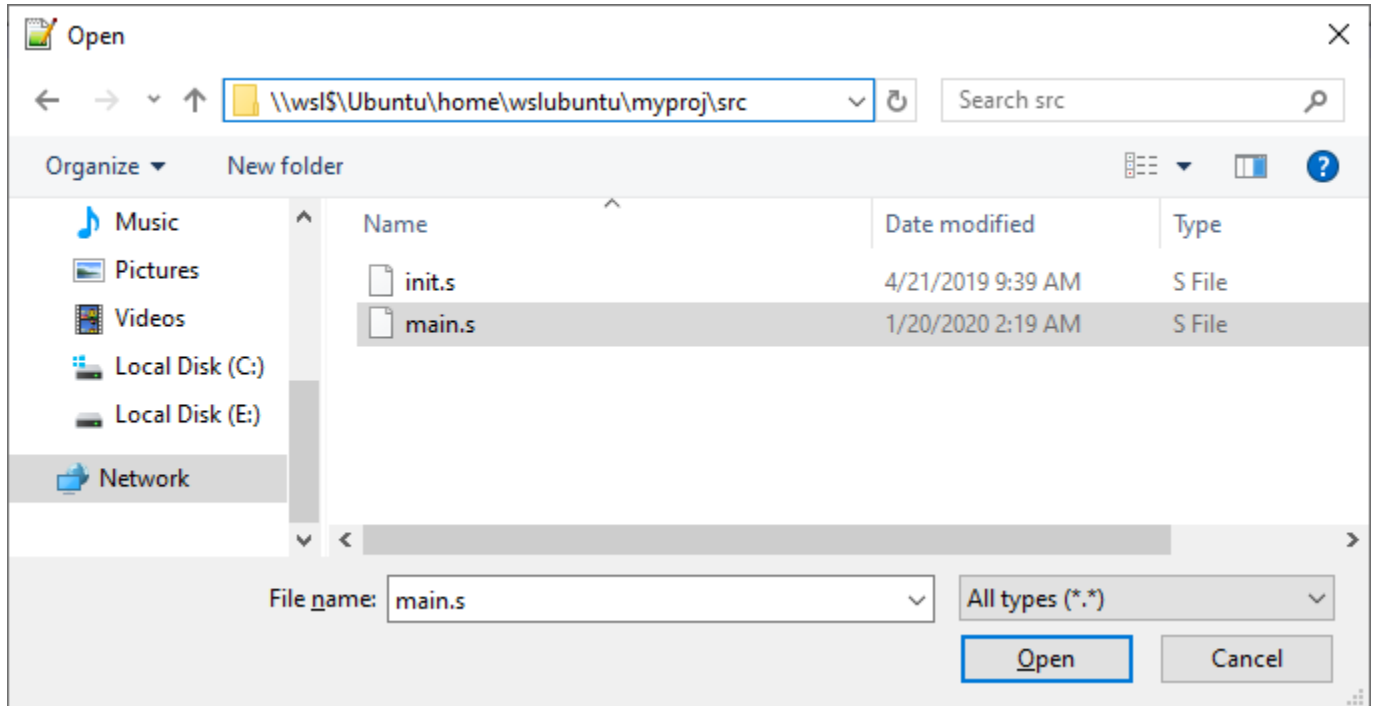 Open
\\wsl$\Ubuntu\home\wslubuntu\myproj\src
Search src
Organize
New folder
?
Music
Pictures
Videos
Local Disk (C:)
Local Disk (E:)
Network
Name Date modified Type
init.s 4/21/2019 9:39 AM S File
main.s 1/20/2020 2:19 AM S File
File name: main.s
All types (*.*)
Open
Cancel